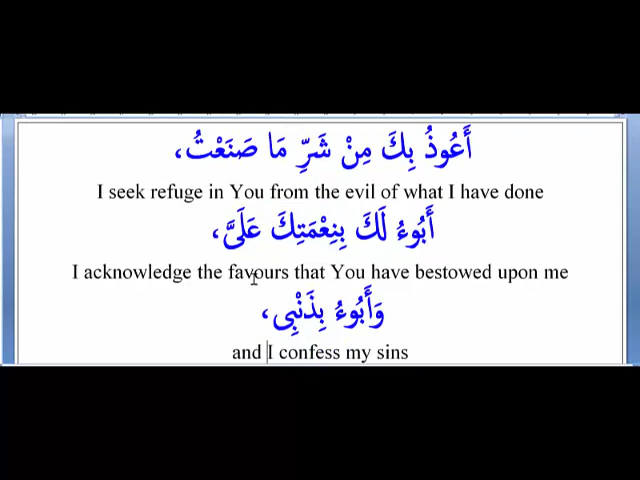 أَعُوذُ بِكَ مِنْ شَرِّ مَا صَنَعْتُ،
I seek refuge in You from the evil of what I have done
أَبُوءُ لَكَ بِنِعْمَتِكَ عَلَىَّ،
I acknowledge the favours that You have bestowed upon me
وَأَبُوءُ بِذَنْبِى،
and I confess my sins